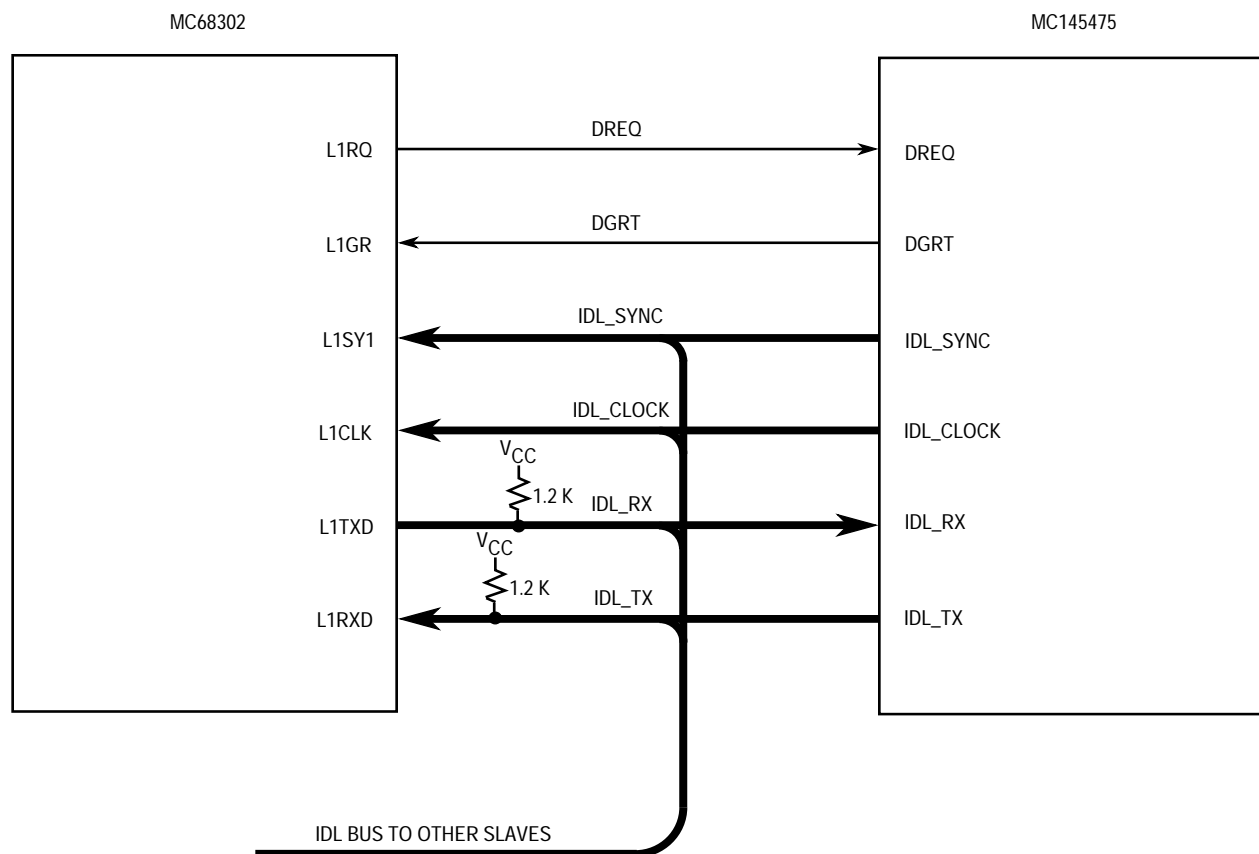 MC68302
MC145475
L1RQ
DREQ
DREQ
L1GR
DGRT
DGRT
L1SY1
IDL_SYNC
IDL_SYNC
L1CLK
IDL_CLOCK
IDL_CLOCK
VCC
1.2 K
L1TXD
IDL_RX
IDL_RX
VCC
1.2 K
L1RXD
IDL_TX
IDL_TX
IDL BUS TO OTHER SLAVES